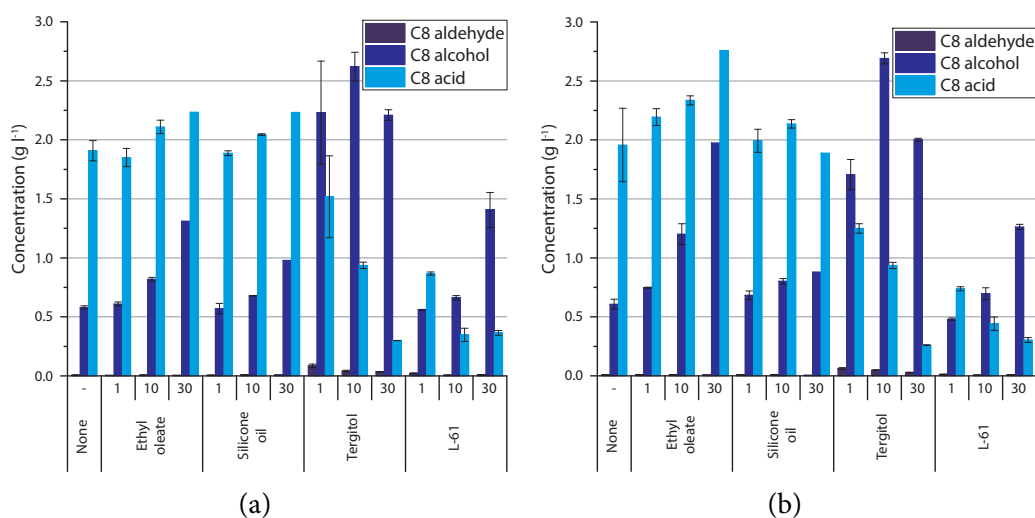 (a)
3.0
2.5
2.0
1.5
1.0
0.5
0.0
Concentration (g l⁻¹)
C8 aldehyde
C8 alcohol
C8 acid
- 1 10 30 1 10 30 1 10 30 1 10 30
None
Ethyl
oleate
Silicone
oil
Tergitol
L-61
(a)
(b)
3.0
2.5
2.0
1.5
1.0
0.5
0.0
Concentration (g l⁻¹)
C8 aldehyde
C8 alcohol
C8 acid
- 1 10 30 1 10 30 1 10 30 1 10 30
None
Ethyl
oleate
Silicone
oil
Tergitol
L-61
(b)